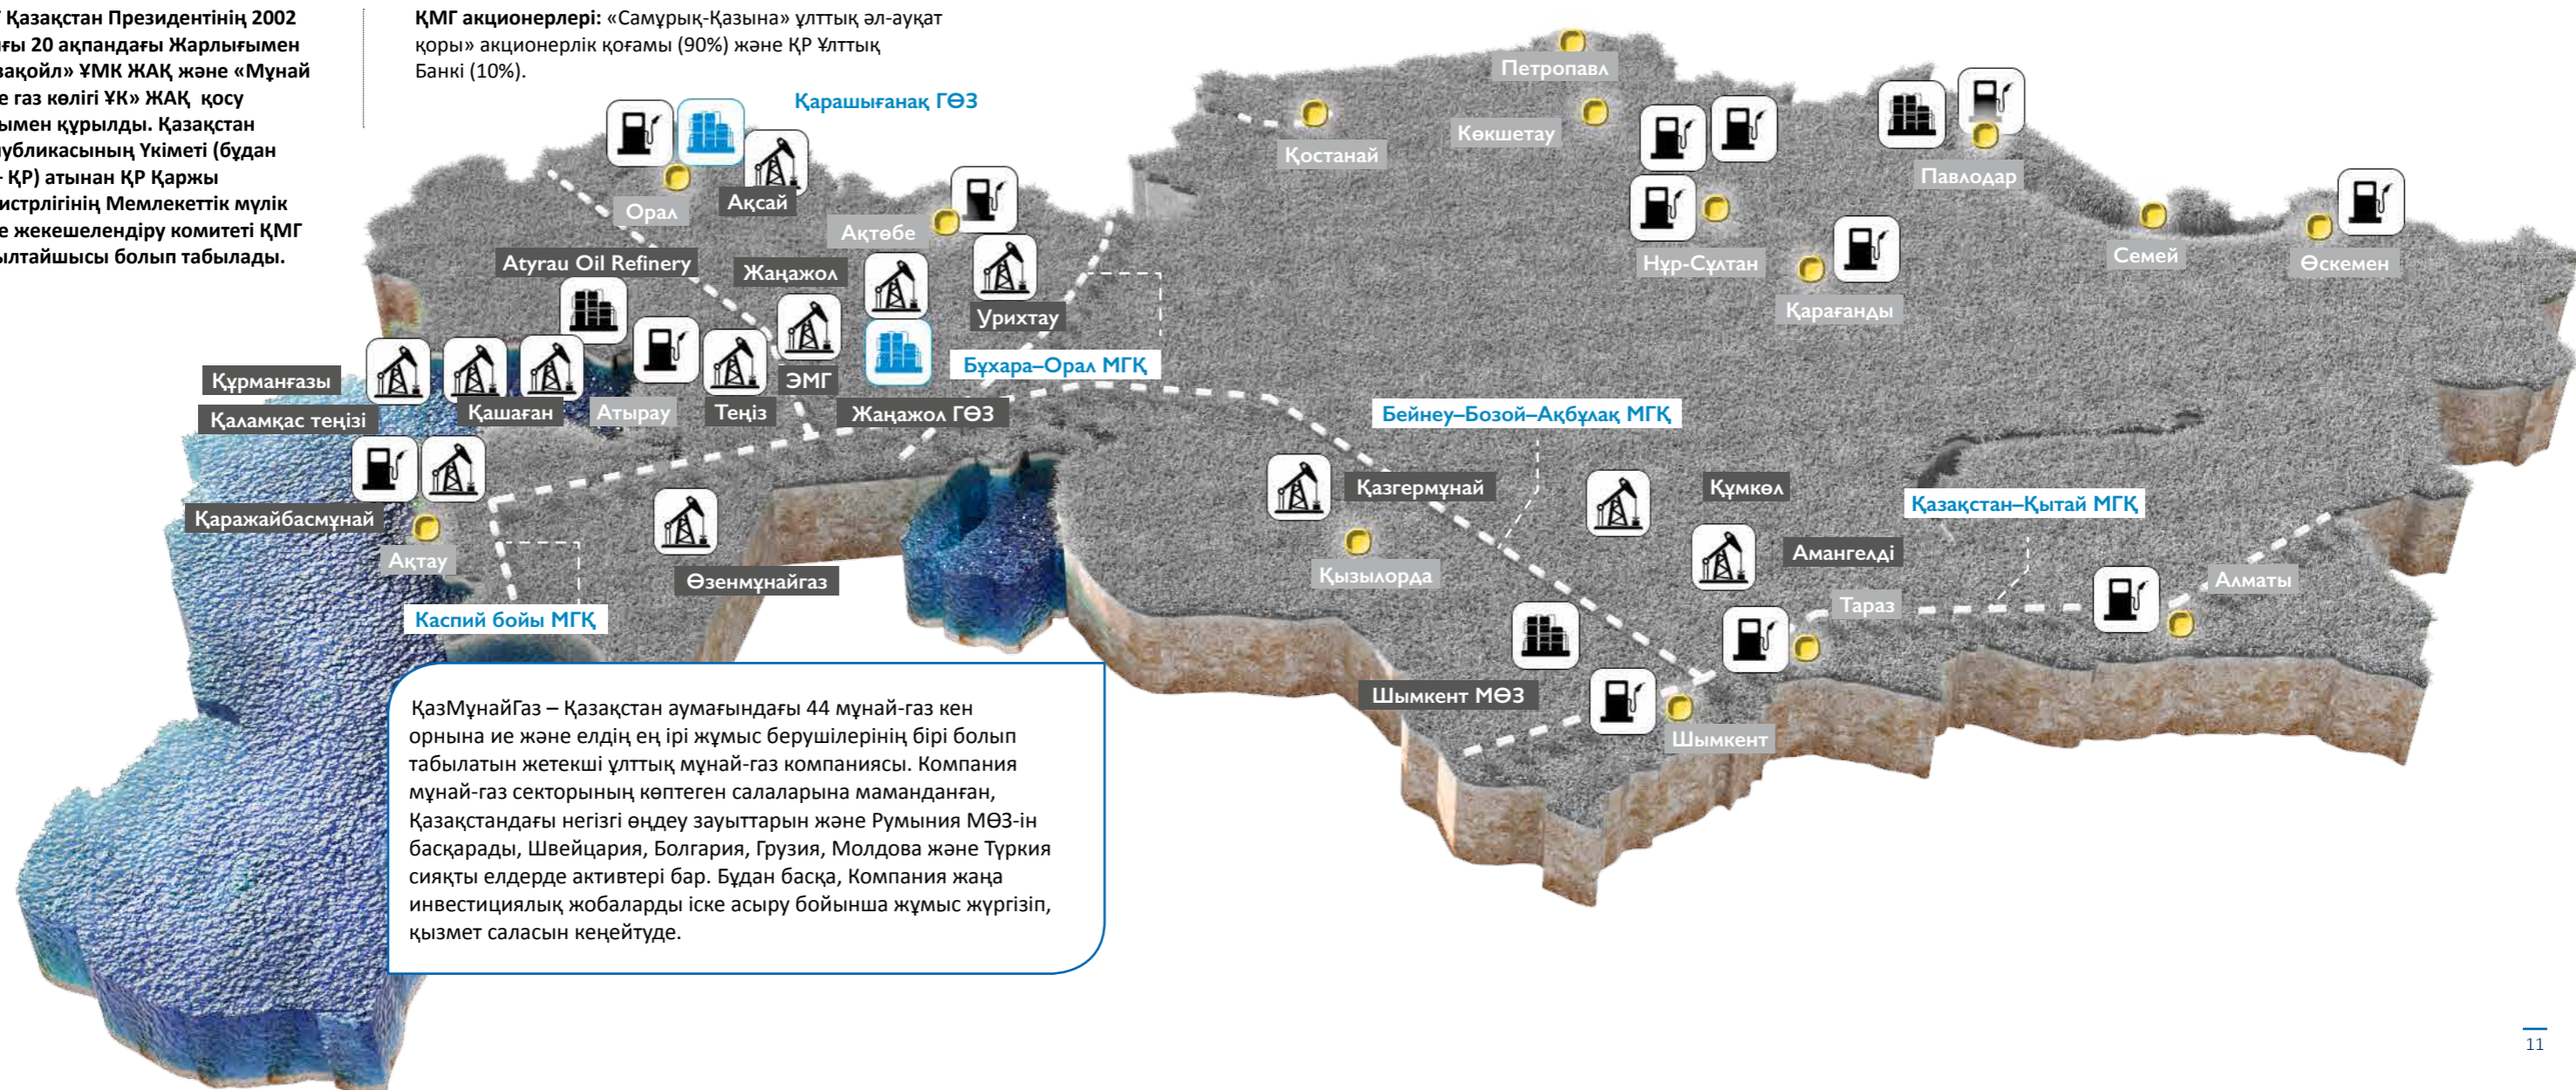 Қазақстан Президентінің 2002
20 ақпандағы Жарлығымен
ҰМК ЖАҚ және «Мұнай
газ көлігі ҰК» ЖАҚ қосу
құрылды. Қазақстан
Үкіметі (бұдан
– ҚР) атынан ҚР Қаржы
Мемлекеттік мүлік
жекешелендіру комитеті ҚМГ
болып табылады.
ҚМГ акционерлері: «Самұрық-Қазына» ұлттық әл-ауқат
қоры» акционерлік қоғамы (90%) және ҚР Ұлттық
Банкі (10%).
Қарашығанақ ГӨЗ
Петропавл
Көкшетау
Қостанай
Павлодар
Орал
Ақсай
Ақтөбе
Нұр-Сұлтан
Семей
Өскемен
Atyrau Oil Refinery
Жаңажол
Урихтау
Қарағанды
Бұхара–Орал МГҚ
Құрманғазы
Қаламқас теңізі
Қашаған
Атырау
Теңіз
ЭМГ
Жаңажол ГӨЗ
Бейнеу–Бозой–Ақбұлақ МГҚ
Қазгермұнай
Құмкөл
Қазақстан–Қытай МГҚ
Қаражайбасмұнай
Ақтау
Өзенмұнайгаз
Қызылорда
Амангелді
Алматы
Каспий бойы МГҚ
Тараз
Шымкент МӨЗ
Шымкент
ҚазМұнайГаз – Қазақстан аумағындағы 44 мұнай-газ кен
орнына ие және елдің ең ірі жұмыс берушілерінің бірі болып
табылатын жетекші ұлттық мұнай-газ компаниясы. Компания
мұнай-газ секторының көптеген салаларына маманданған,
Қазақстандағы негізгі өңдеу зауыттарын және Румыния МӨЗ-ін
басқарады, Швейцария, Болгария, Грузия, Молдова және Түркия
сияқты елдерде активтері бар. Бұдан басқа, Компания жаңа
инвестициялық жобаларды іске асыру бойынша жұмыс жүргізіп,
қызмет саласын кеңейтуде.
11